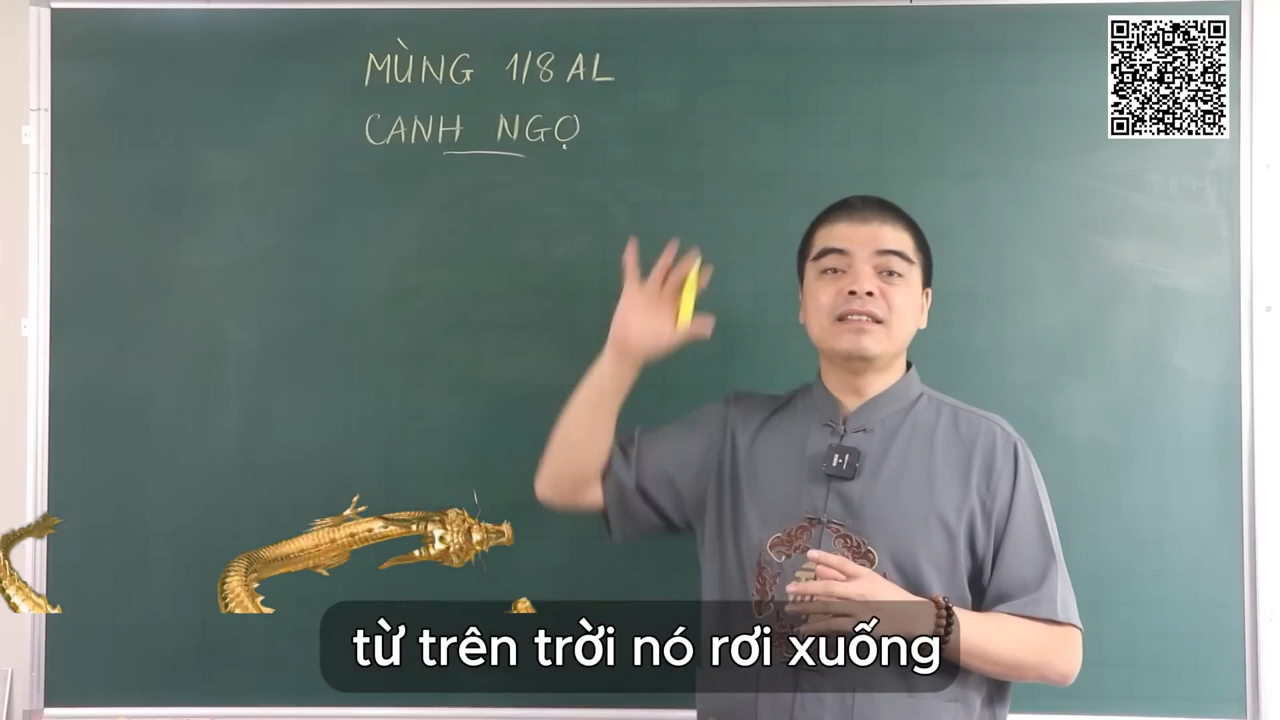 MÙNG 1/8 AL
CANH NGỌ
từ trên trời nó rơi xuống